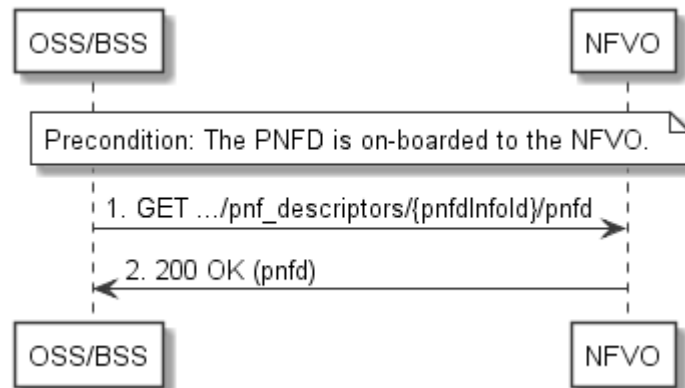 OSS/BSS
NFVO
Precondition: The PNFD is on-boarded to the NFVO.
1. GET .../pnf_descriptors/{pnfdInfoId}/pnfd
2. 200 OK (pnfd)
OSS/BSS
NFVO